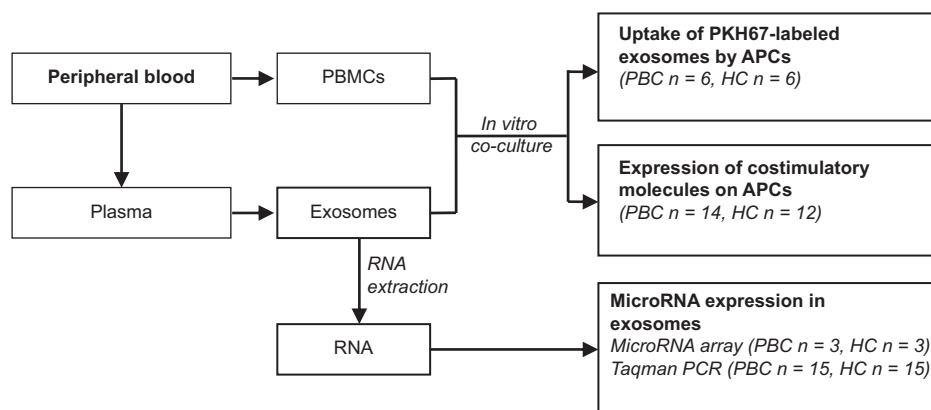 Peripheral blood
PBMCs
Uptake of PKH67-labeled
exosomes by APCs
(PBC n = 6, HC n = 6)
In vitro
co-culture
Plasma
Exosomes
Expression of costimulatory
molecules on APCs
(PBC n = 14, HC n = 12)
RNA
extraction
RNA
MicroRNA expression in
exosomes
MicroRNA array (PBC n = 3, HC n = 3)
Taqman PCR (PBC n = 15, HC n = 15)